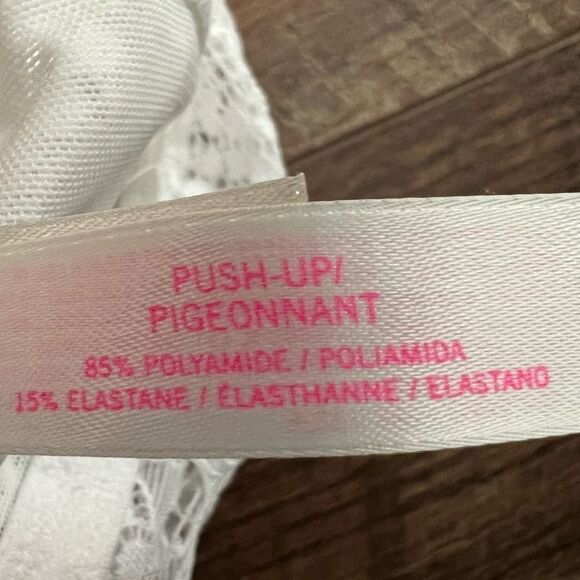 PUSH-UP/
PIGEONNANT
85% POLYAMIDE / POLIAMIDA
15% ELASTANE / ÉLASTHANNE / ELASTANO